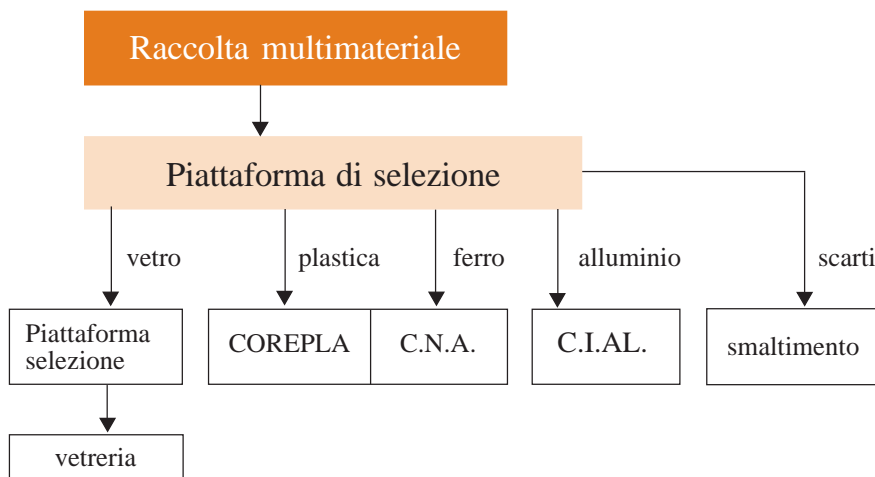 Raccolta multimateriale
Piattaforma di selezione
vetro
plastica
ferro
alluminio
scarti
Piattaforma
selezione
COREPLA
C.N.A.
C.I.AL.
smaltimento
vetreria